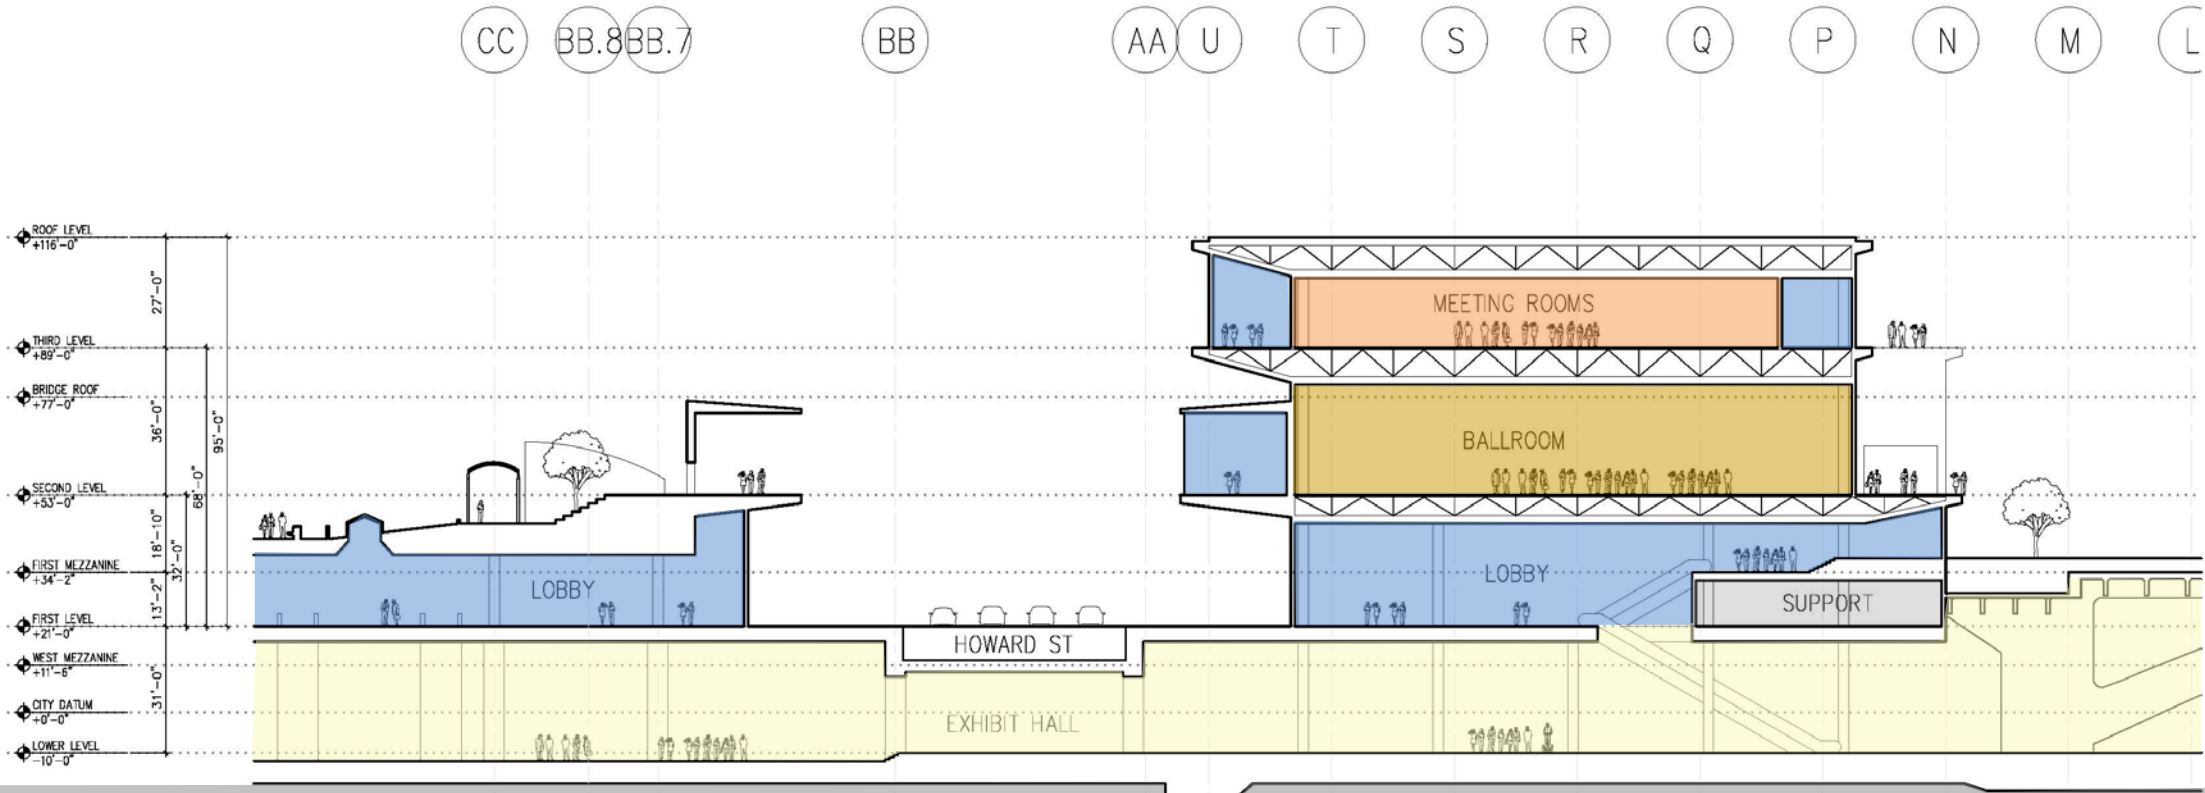 CC BB.8 BB.7 BB AA U T S R Q P N M L
ROOF LEVEL
+116'-0"
27'-0"
MEETING ROOMS
THIRD LEVEL
+89'-0"
BRIDGE ROOF
+77'-0"
36'-0"
95'-0"
BALLROOM
SECOND LEVEL
+53'-0"
68'-0"
18'-10"
32'-0"
FIRST MEZZANINE
+34'-2"
LOBBY
LOBBY
13'-2"
SUPPORT
FIRST LEVEL
+21'-0"
HOWARD ST
WEST MEZZANINE
+11'-6"
31'-0"
CITY DATUM
+0'-0"
EXHIBIT HALL
LOWER LEVEL
-10'-0"